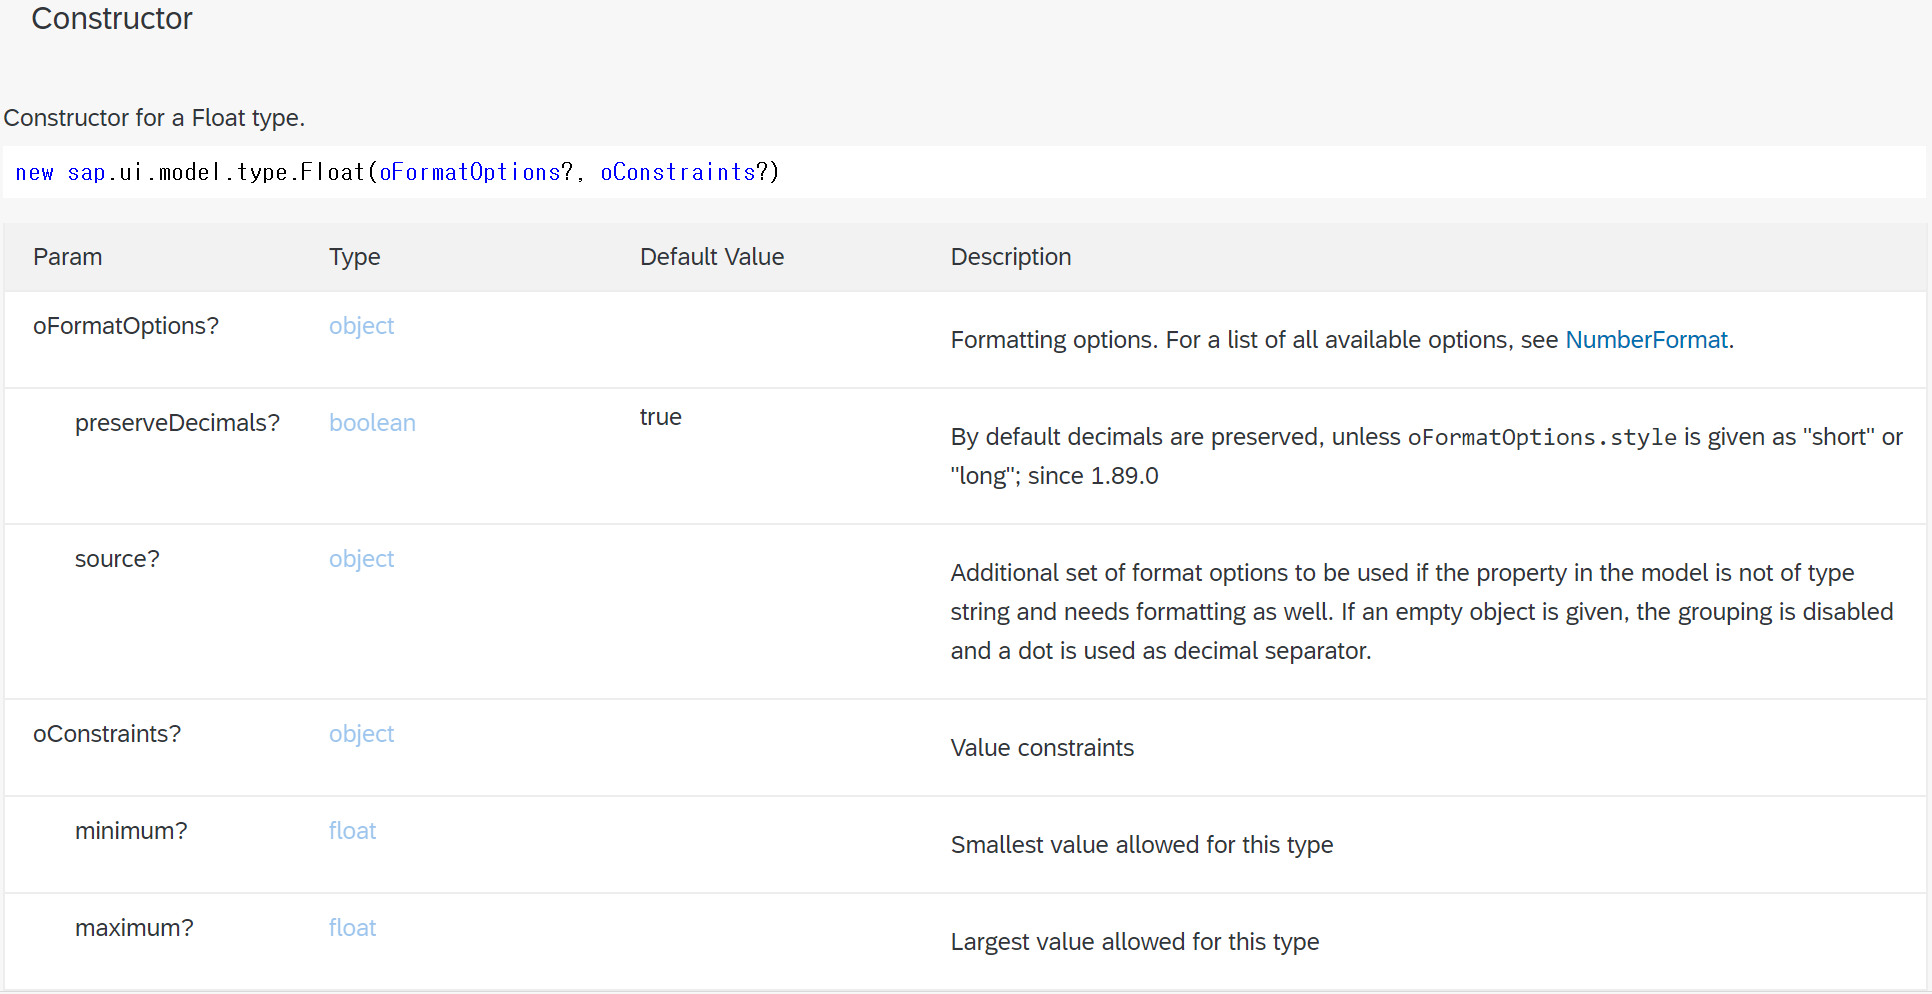 Constructor
Constructor for a Float type.
new sap.ui.model.type.Float(oFormatOptions?, oConstraints?)
Param Type Default Value Description
oFormatOptions? object Formatting options. For a list of all available options, see NumberFormat.
preserveDecimals? boolean true By default decimals are preserved, unless oFormatOptions.style is given as "short" or
"long"; since 1.89.0
source? object Additional set of format options to be used if the property in the model is not of type
string and needs formatting as well. If an empty object is given, the grouping is disabled
and a dot is used as decimal separator.
oConstraints? object Value constraints
minimum? float Smallest value allowed for this type
maximum? float Largest value allowed for this type